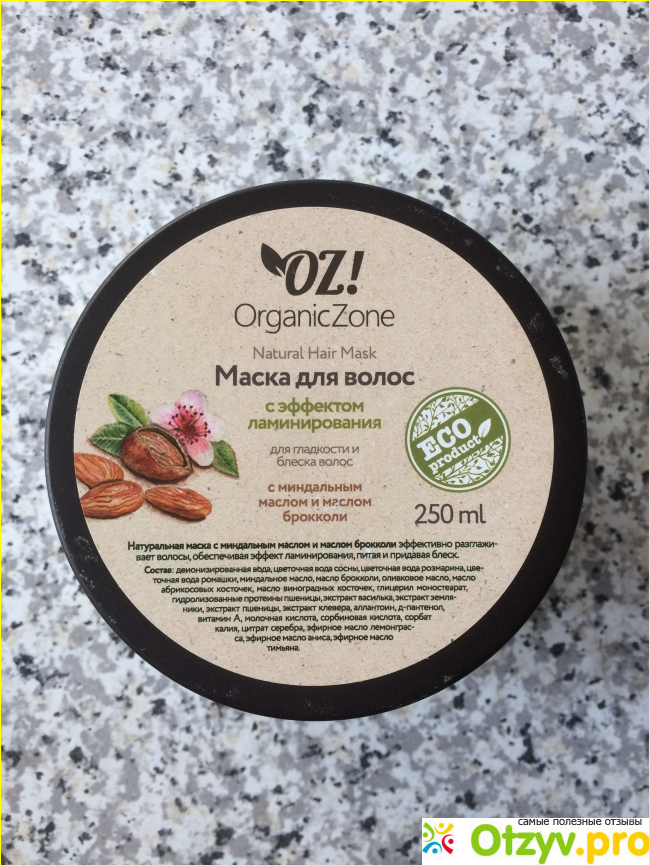 OZ!
OrganicZone
Natural Hair Mask
Маска для волос
с эффектом
ламинирования
для гладкости и
блеска волос
с миндальным
маслом и маслом
брокколи
ECO
product
250 ml
Натуральная маска с миндальным маслом и маслом брокколи эффективно разглажи-
вает волосы, обеспечивая эффект ламинирования, питая и придавая блеск.
Состав: деионизированная вода, цветочная вода сосны, цветочная вода розмарина, цве-
точная вода ромашки, миндальное масло, масло брокколи, оливковое масло, масло
абрикосовых косточек, масло виноградных косточек, глицерил моностеарат,
гидролизованные протеины пшеницы, экстракт василька, экстракт земля-
ники, экстракт пшеницы, экстракт клевера, аллантоин, д-пантенол,
витамин А, молочная кислота, сорбиновая кислота, сорбат
калия, цитрат серебра, эфирное масло лемонграс-
са, эфирное масло аниса, эфирное масло
тимьяна.
самые полезные отзывы
Otzyv.pro